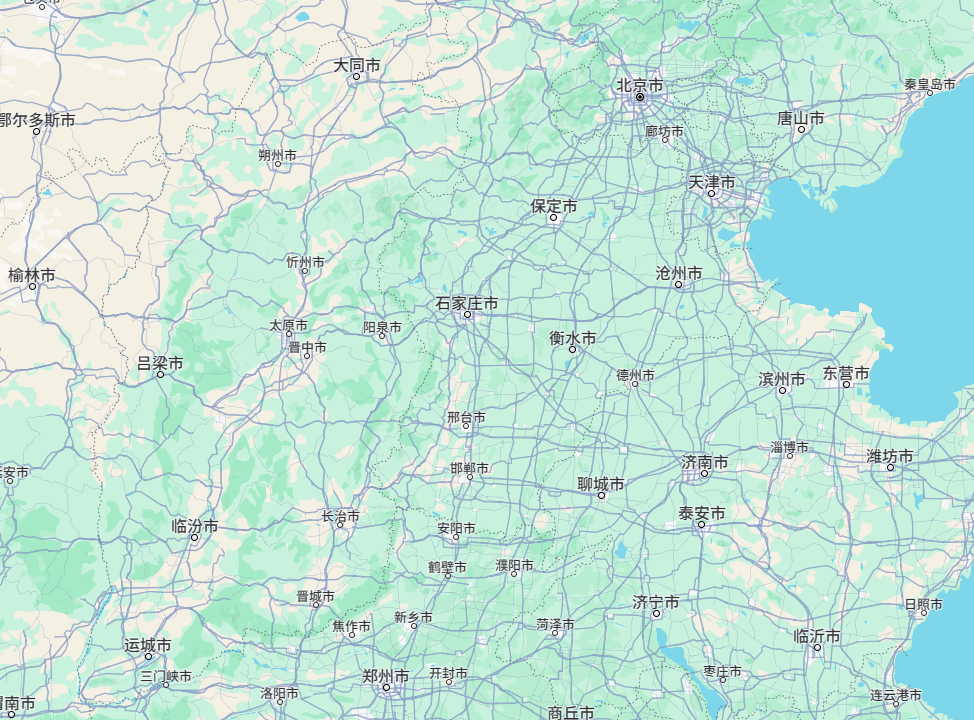 大同市
北京市
秦皇岛市
鄂尔多斯市
唐山市
廊坊市
朔州市
天津市
保定市
忻州市
榆林市
沧州市
石家庄市
太原市
阳泉市
晋中市
衡水市
吕梁市
德州市
滨州市
东营市
邢台市
淄博市
潍坊市
邯郸市
济南市
聊城市
长治市
临汾市
安阳市
泰安市
鹤壁市
濮阳市
晋城市
济宁市
日照市
新乡市
焦作市
菏泽市
临沂市
运城市
三门峡市
郑州市
开封市
枣庄市
洛阳市
连云港市
商丘市